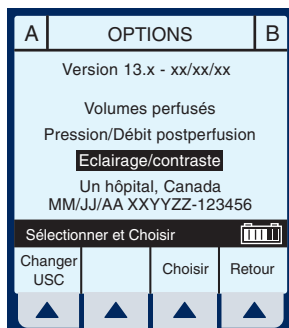 A OPTIONS B
Version 13.x - xx/xx/xx
Volumes perfusés
Pression/Débit postperfusion
Eclairage/contraste
Un hôpital, Canada
MM/JJ/AA XXYYZZ-123456
Sélectionner et Choisir
Changer USC Choisir Retour